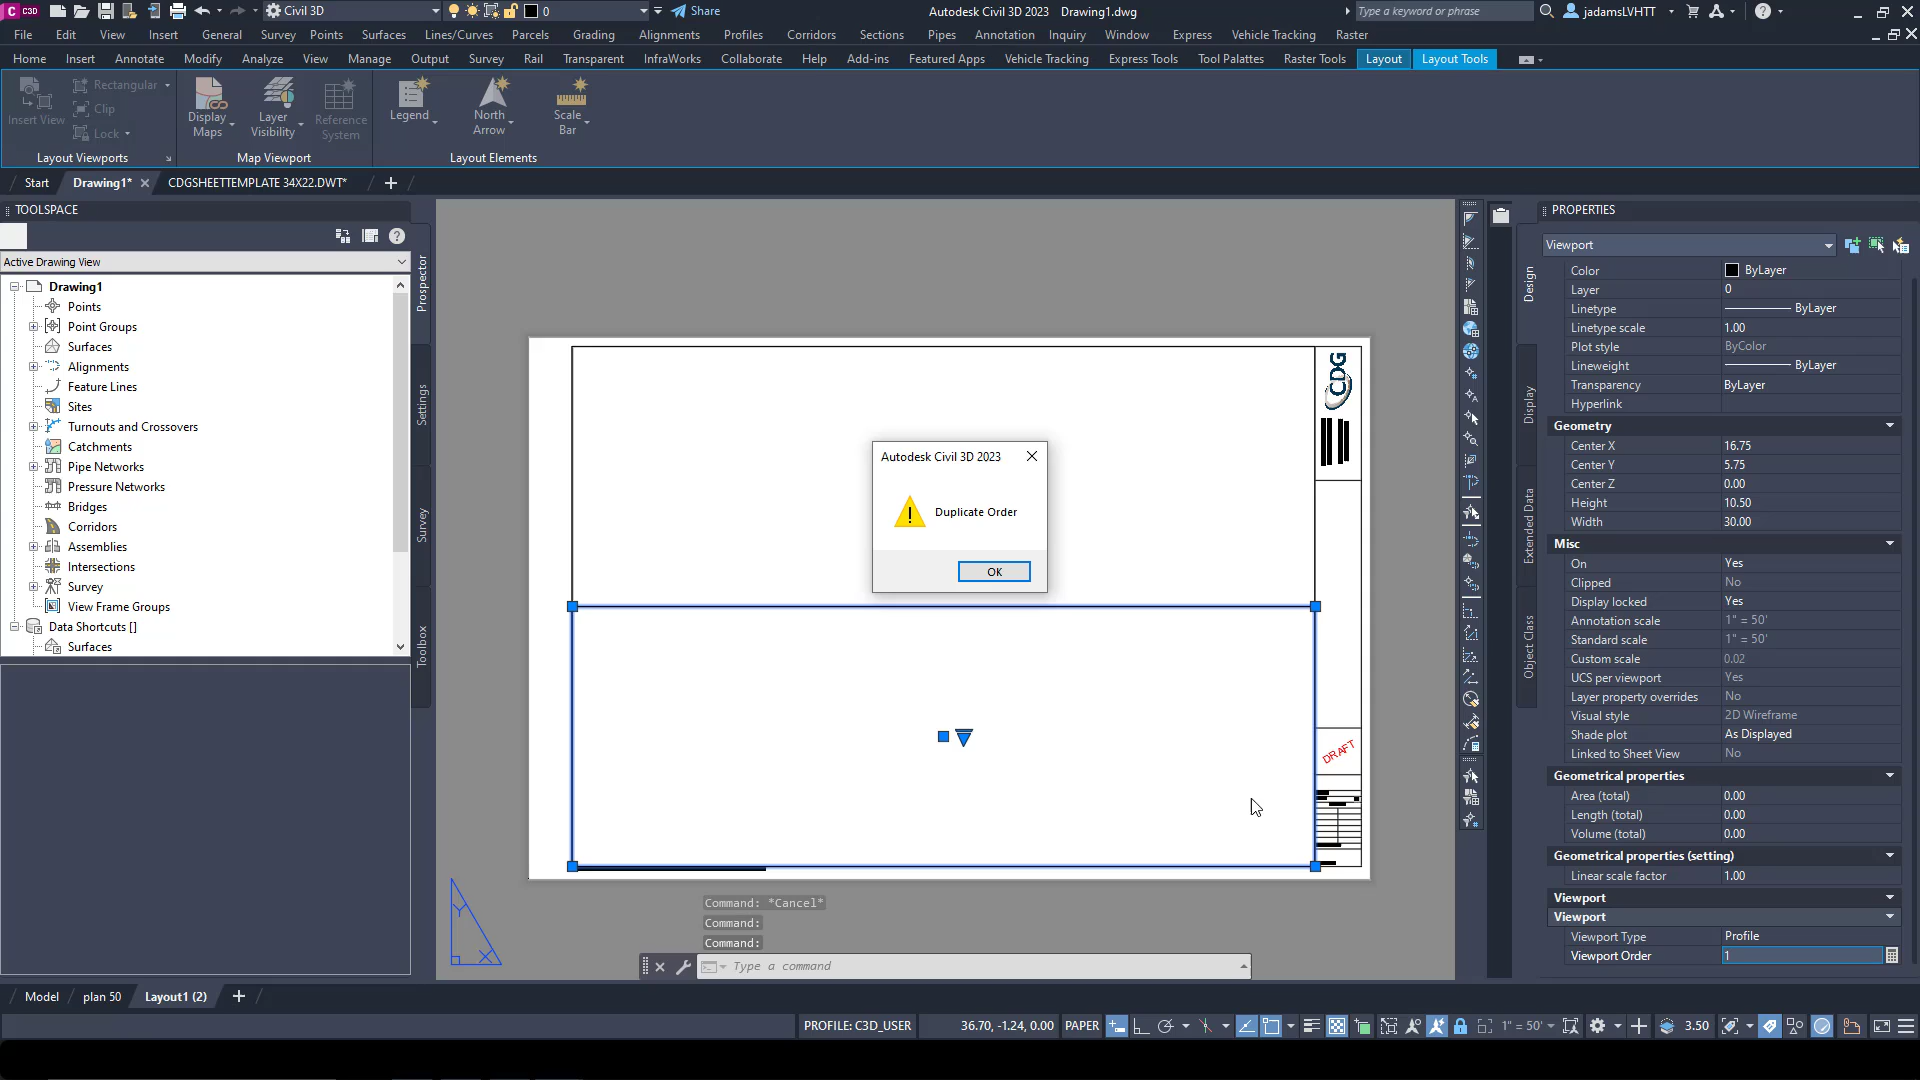 C3D
Civil 3D
0
Share
Autodesk Civil 3D 2023 Drawing1.dwg
Type a keyword or phrase
jadamsLVHTT
File Edit View Insert General Survey Points Surfaces Lines/Curves Parcels Grading Alignments Profiles Corridors Sections Pipes Annotation Inquiry Window Express Vehicle Tracking Raster
Home Insert Annotate Modify Analyze View Manage Output Survey Rail Transparent InfraWorks Collaborate Help Add-ins Featured Apps Vehicle Tracking Express Tools Tool Palettes Raster Tools Layout Layout Tools
Insert View
Rectangular
Clip
Lock
Display Maps
Layer Visibility
Reference System
Legend
North Arrow
Scale Bar
Layout Viewports
Map Viewport
Layout Elements
Start Drawing1* CDGSHEETTEMPLATE 34X22.DWT*
TOOLSPACE
Active Drawing View
Drawing1
Points
Point Groups
Surfaces
Alignments
Feature Lines
Sites
Turnouts and Crossovers
Catchments
Pipe Networks
Pressure Networks
Bridges
Corridors
Assemblies
Intersections
Survey
View Frame Groups
Data Shortcuts []
Surfaces
Prospector
Settings
Survey
Toolbox
CDG
DRAFT
Autodesk Civil 3D 2023
Duplicate Order
OK
Y
X
Command: *Cancel*
Command:
Command:
Type a command
PROPERTIES
Viewport
Design
Display
Extended Data
Object Class
Color ByLayer
Layer 0
Linetype ByLayer
Linetype scale 1.00
Plot style ByColor
Lineweight ByLayer
Transparency ByLayer
Hyperlink
Geometry
Center X 16.75
Center Y 5.75
Center Z 0.00
Height 10.50
Width 30.00
Misc
On Yes
Clipped No
Display locked Yes
Annotation scale 1" = 50'
Standard scale 1" = 50'
Custom scale 0.02
UCS per viewport Yes
Layer property overrides No
Visual style 2D Wireframe
Shade plot As Displayed
Linked to Sheet View No
Geometrical properties
Area (total) 0.00
Length (total) 0.00
Volume (total) 0.00
Geometrical properties (setting)
Linear scale factor 1.00
Viewport
Viewport
Viewport Type Profile
Viewport Order 1
Model plan 50 Layout1 (2)
PROFILE: C3D_USER 36.70, -1.24, 0.00 PAPER 1" = 50' 3.50